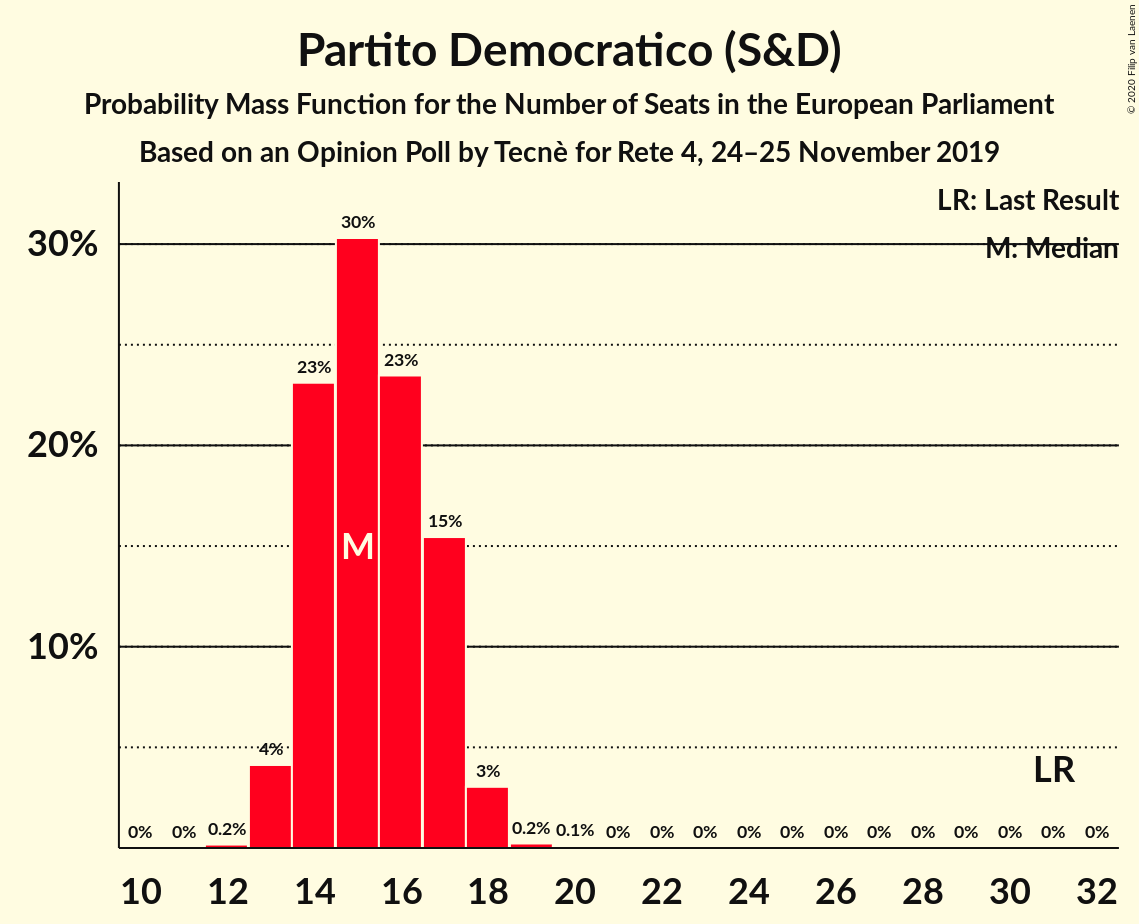 Partito Democratico (S&D)
Probability Mass Function for the Number of Seats in the European Parliament
Based on an Opinion Poll by Tecnè for Rete 4, 24–25 November 2019
© 2020 Filip van Laenen
LR: Last Result
M: Median
30%
20%
10%
0% 0% 0.2% 4% 23% 30% 23% 15% 3% 0.2% 0.1% 0% 0% 0% 0% 0% 0% 0% 0% 0% 0% 0% 0%
M
LR
10 12 14 16 18 20 22 24 26 28 30 32